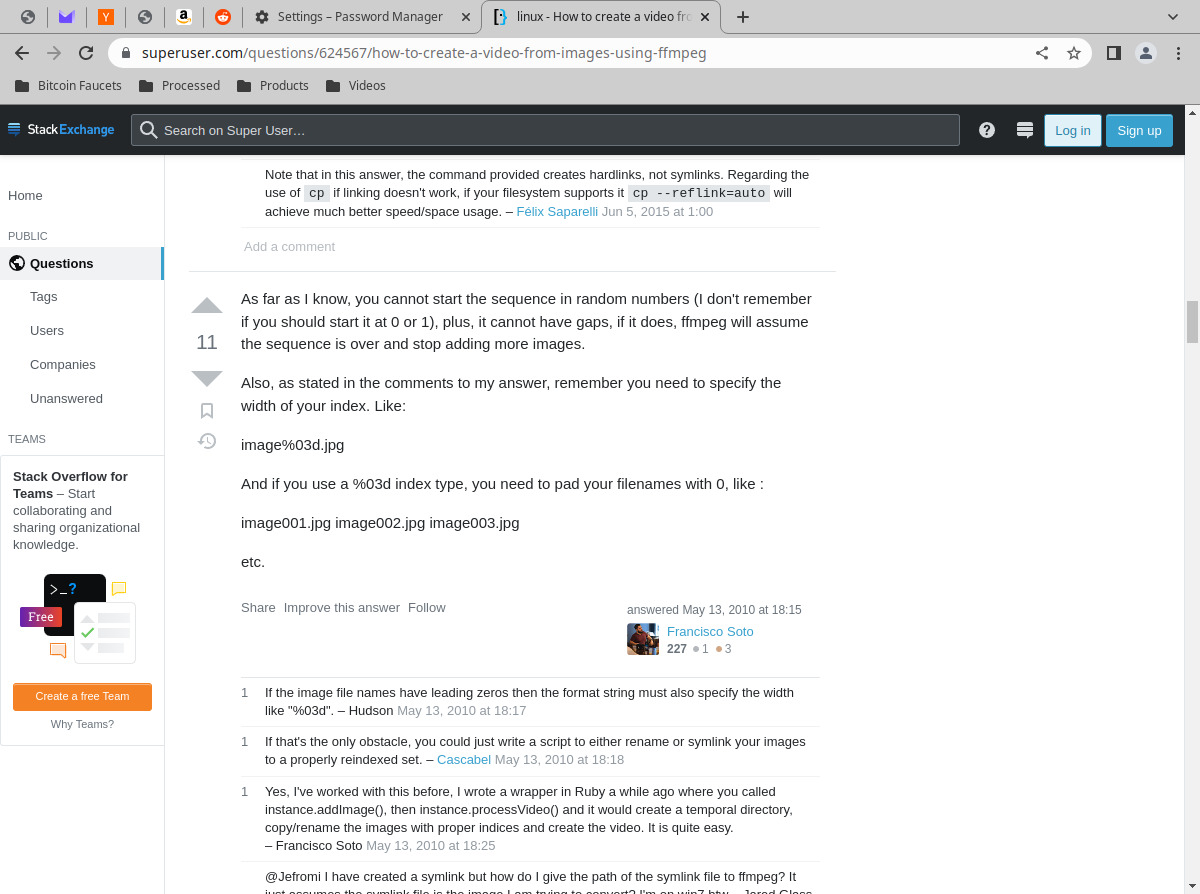 Settings – Password Manager
linux - How to create a video fro
superuser.com/questions/624567/how-to-create-a-video-from-images-using-ffmpeg
Bitcoin Faucets
Processed
Products
Videos
StackExchange
Search on Super User…
Log in
Sign up
Home
PUBLIC
Questions
Tags
Users
Companies
Unanswered
TEAMS
Stack Overflow for
Teams – Start
collaborating and
sharing organizational
knowledge.
>_?
Free
Create a free Team
Why Teams?
Note that in this answer, the command provided creates hardlinks, not symlinks. Regarding the
use of cp if linking doesn't work, if your filesystem supports it cp --reflink=auto will
achieve much better speed/space usage. – Félix Saparelli Jun 5, 2015 at 1:00
Add a comment
11
As far as I know, you cannot start the sequence in random numbers (I don't remember
if you should start it at 0 or 1), plus, it cannot have gaps, if it does, ffmpeg will assume
the sequence is over and stop adding more images.
Also, as stated in the comments to my answer, remember you need to specify the
width of your index. Like:
image%03d.jpg
And if you use a %03d index type, you need to pad your filenames with 0, like :
image001.jpg image002.jpg image003.jpg
etc.
Share Improve this answer Follow
answered May 13, 2010 at 18:15
Francisco Soto
227 ●1 ●3
1 If the image file names have leading zeros then the format string must also specify the width
like "%03d". – Hudson May 13, 2010 at 18:17
1 If that's the only obstacle, you could just write a script to either rename or symlink your images
to a properly reindexed set. – Cascabel May 13, 2010 at 18:18
1 Yes, I've worked with this before, I wrote a wrapper in Ruby a while ago where you called
instance.addImage(), then instance.processVideo() and it would create a temporal directory,
copy/rename the images with proper indices and create the video. It is quite easy.
– Francisco Soto May 13, 2010 at 18:25
@Jefromi I have created a symlink but how do I give the path of the symlink file to ffmpeg? It
just assumes the symlink file is the image I am trying to convert? I'm on win7 btw – Jared Glass